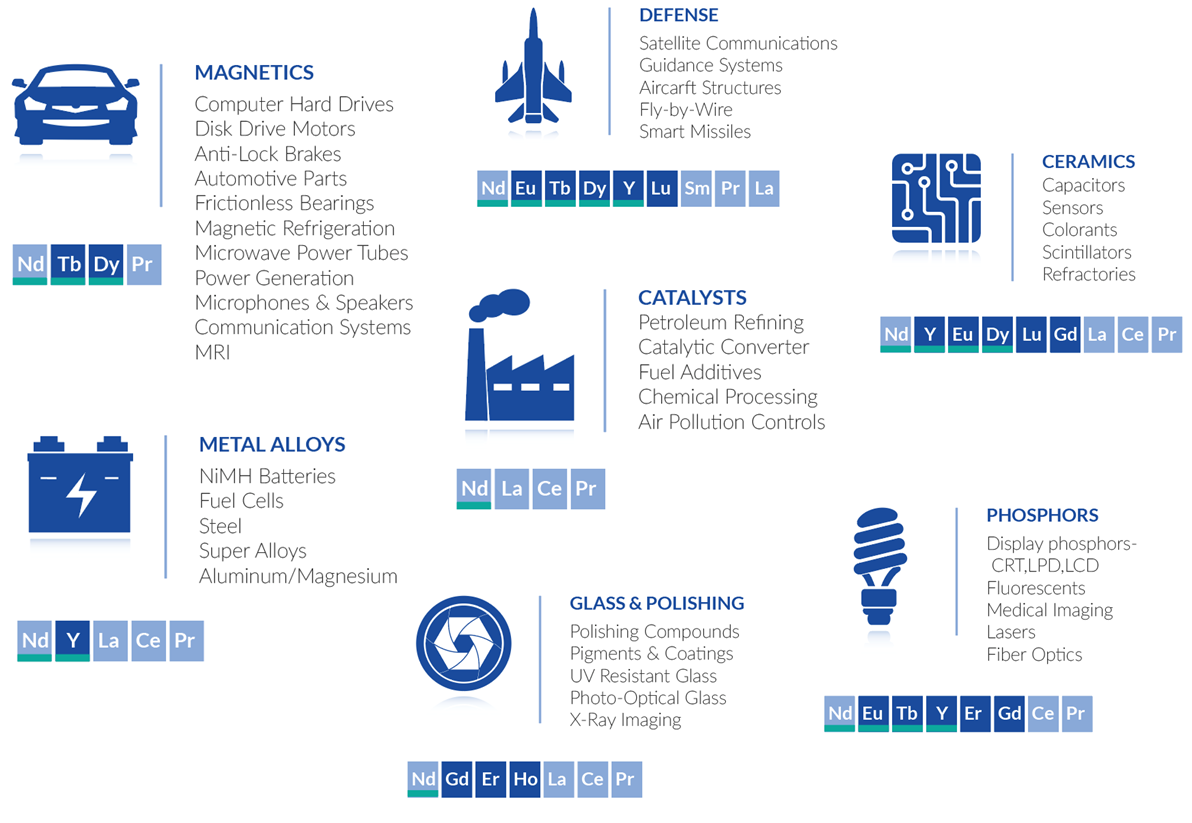 MAGNETICS
Computer Hard Drives
Disk Drive Motors
Anti-Lock Brakes
Automotive Parts
Frictionless Bearings
Magnetic Refrigeration
Microwave Power Tubes
Power Generation
Microphones & Speakers
Communication Systems
MRI
Nd Tb Dy Pr
DEFENSE
Satellite Communications
Guidance Systems
Aircarft Structures
Fly-by-Wire
Smart Missiles
Nd Eu Tb Dy Y Lu Sm Pr La
CERAMICS
Capacitors
Sensors
Colorants
Scintillators
Refractories
Nd Y Eu Dy Lu Gd La Ce Pr
CATALYSTS
Petroleum Refining
Catalytic Converter
Fuel Additives
Chemical Processing
Air Pollution Controls
Nd La Ce Pr
METAL ALLOYS
NiMH Batteries
Fuel Cells
Steel
Super Alloys
Aluminum/Magnesium
Nd Y La Ce Pr
GLASS & POLISHING
Polishing Compounds
Pigments & Coatings
UV Resistant Glass
Photo-Optical Glass
X-Ray Imaging
Nd Gd Er Ho La Ce Pr
PHOSPHORS
Display phosphors-
CRT,LPD,LCD
Fluorescents
Medical Imaging
Lasers
Fiber Optics
Nd Eu Tb Y Er Gd Ce Pr